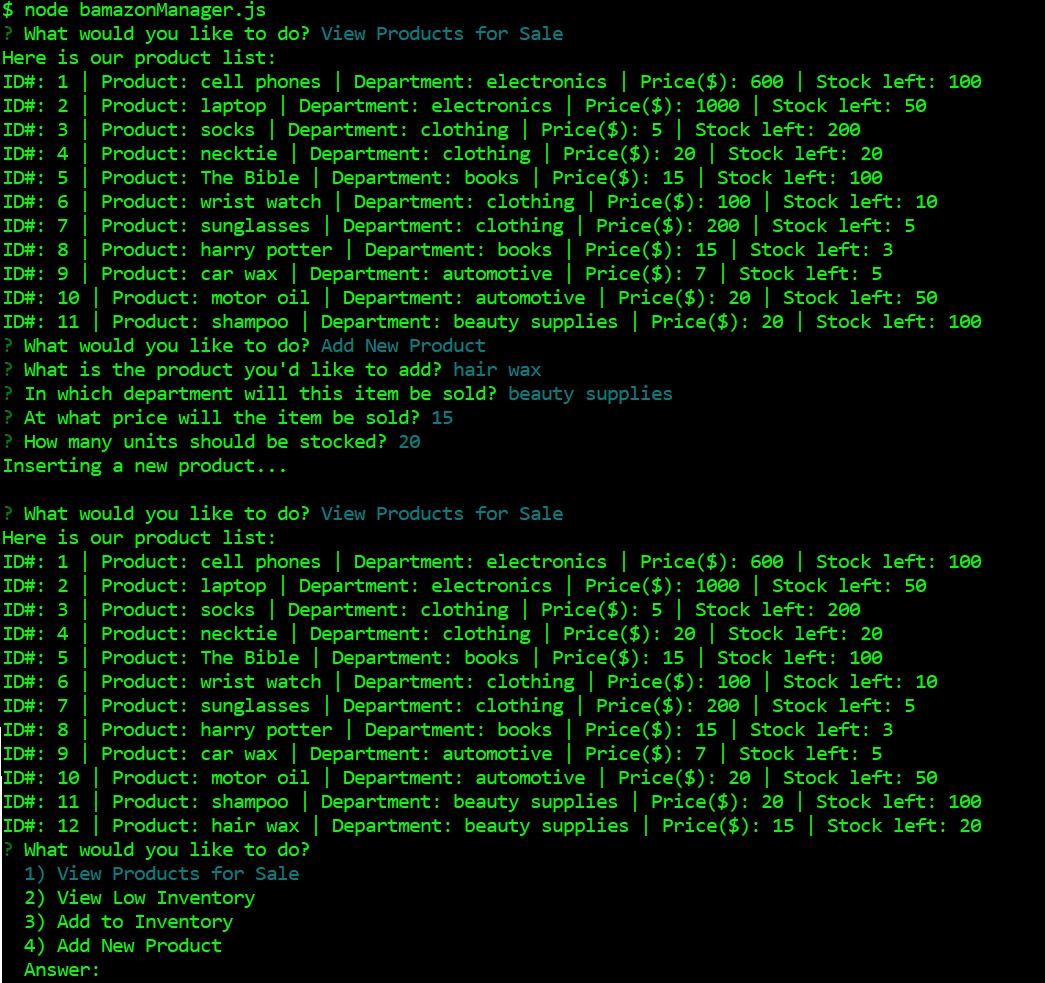 $ node bamazonManager.js
? What would you like to do? View Products for Sale
Here is our product list:
ID#: 1 | Product: cell phones | Department: electronics | Price($): 600 | Stock left: 100
ID#: 2 | Product: laptop | Department: electronics | Price($): 1000 | Stock left: 50
ID#: 3 | Product: socks | Department: clothing | Price($): 5 | Stock left: 200
ID#: 4 | Product: necktie | Department: clothing | Price($): 20 | Stock left: 20
ID#: 5 | Product: The Bible | Department: books | Price($): 15 | Stock left: 100
ID#: 6 | Product: wrist watch | Department: clothing | Price($): 100 | Stock left: 10
ID#: 7 | Product: sunglasses | Department: clothing | Price($): 200 | Stock left: 5
ID#: 8 | Product: harry potter | Department: books | Price($): 15 | Stock left: 3
ID#: 9 | Product: car wax | Department: automotive | Price($): 7 | Stock left: 5
ID#: 10 | Product: motor oil | Department: automotive | Price($): 20 | Stock left: 50
ID#: 11 | Product: shampoo | Department: beauty supplies | Price($): 20 | Stock left: 100
? What would you like to do? Add New Product
? What is the product you'd like to add? hair wax
? In which department will this item be sold? beauty supplies
? At what price will the item be sold? 15
? How many units should be stocked? 20
Inserting a new product...
? What would you like to do? View Products for Sale
Here is our product list:
ID#: 1 | Product: cell phones | Department: electronics | Price($): 600 | Stock left: 100
ID#: 2 | Product: laptop | Department: electronics | Price($): 1000 | Stock left: 50
ID#: 3 | Product: socks | Department: clothing | Price($): 5 | Stock left: 200
ID#: 4 | Product: necktie | Department: clothing | Price($): 20 | Stock left: 20
ID#: 5 | Product: The Bible | Department: books | Price($): 15 | Stock left: 100
ID#: 6 | Product: wrist watch | Department: clothing | Price($): 100 | Stock left: 10
ID#: 7 | Product: sunglasses | Department: clothing | Price($): 200 | Stock left: 5
ID#: 8 | Product: harry potter | Department: books | Price($): 15 | Stock left: 3
ID#: 9 | Product: car wax | Department: automotive | Price($): 7 | Stock left: 5
ID#: 10 | Product: motor oil | Department: automotive | Price($): 20 | Stock left: 50
ID#: 11 | Product: shampoo | Department: beauty supplies | Price($): 20 | Stock left: 100
ID#: 12 | Product: hair wax | Department: beauty supplies | Price($): 15 | Stock left: 20
? What would you like to do?
1) View Products for Sale
2) View Low Inventory
3) Add to Inventory
4) Add New Product
Answer: